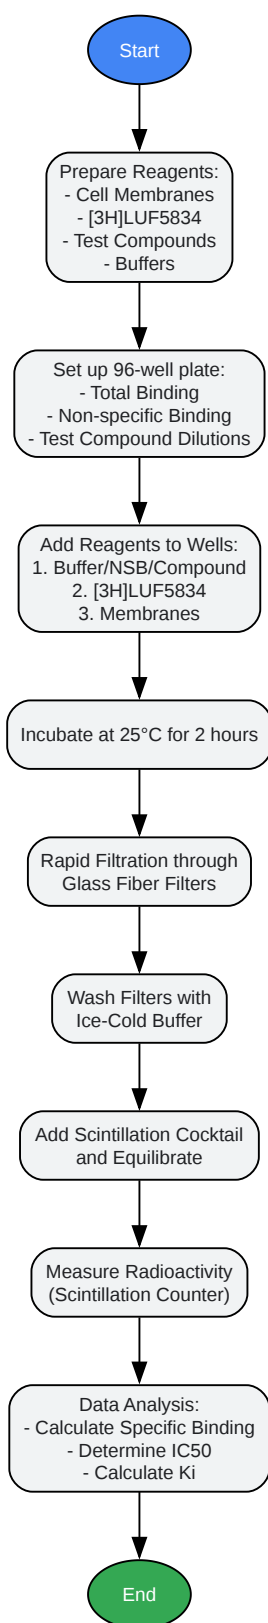 Start
Prepare Reagents:
- Cell Membranes
- [3H]LUF5834
- Test Compounds
- Buffers
Set up 96-well plate:
- Total Binding
- Non-specific Binding
- Test Compound Dilutions
Add Reagents to Wells:
1. Buffer/NSB/Compound
2. [3H]LUF5834
3. Membranes
Incubate at 25°C for 2 hours
Rapid Filtration through
Glass Fiber Filters
Wash Filters with
Ice-Cold Buffer
Add Scintillation Cocktail
and Equilibrate
Measure Radioactivity
(Scintillation Counter)
Data Analysis:
- Calculate Specific Binding
- Determine IC50
- Calculate Ki
End